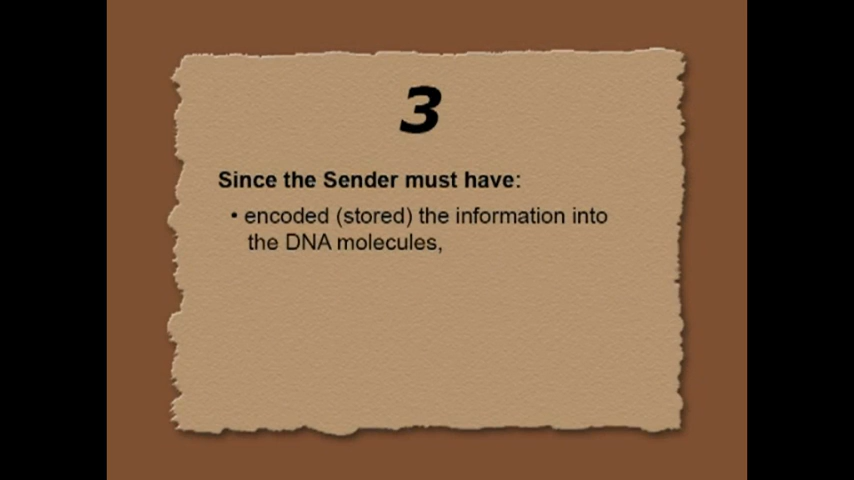 3
Since the Sender must have:
• encoded (stored) the information into
the DNA molecules,